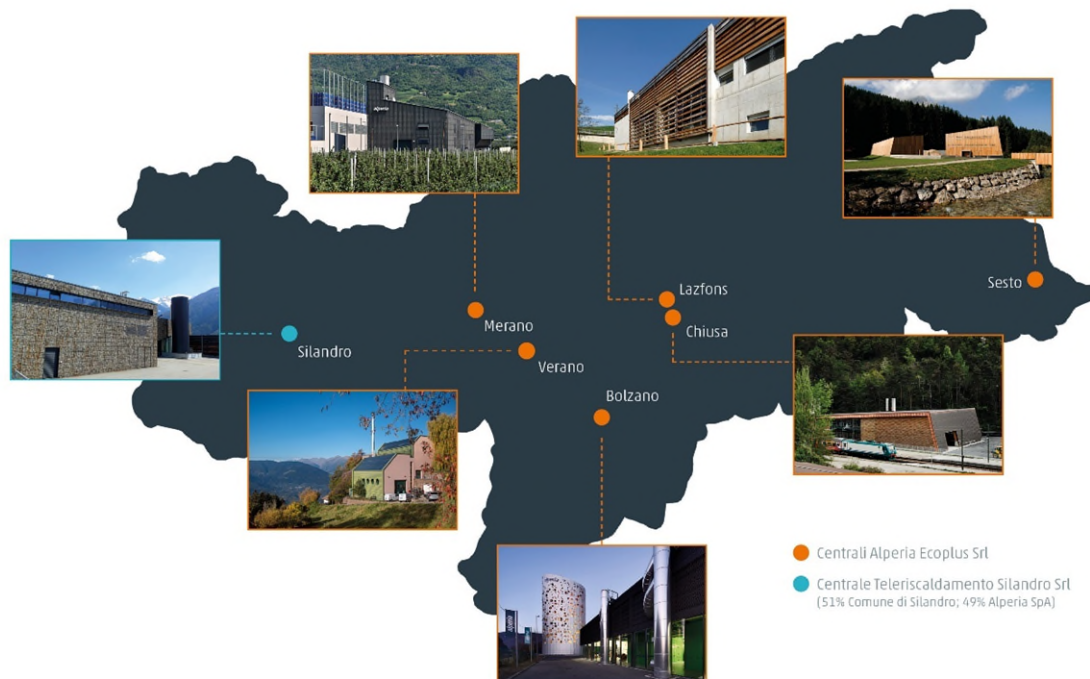 alperia
Lazfons
Sesto
Merano
Chiusa
Silandro
Verano
Bolzano
Centrali Alperia Ecoplus Srl
Centrale Teleriscaldamento Silandro Srl
(51% Comune di Silandro; 49% Alperia SpA)